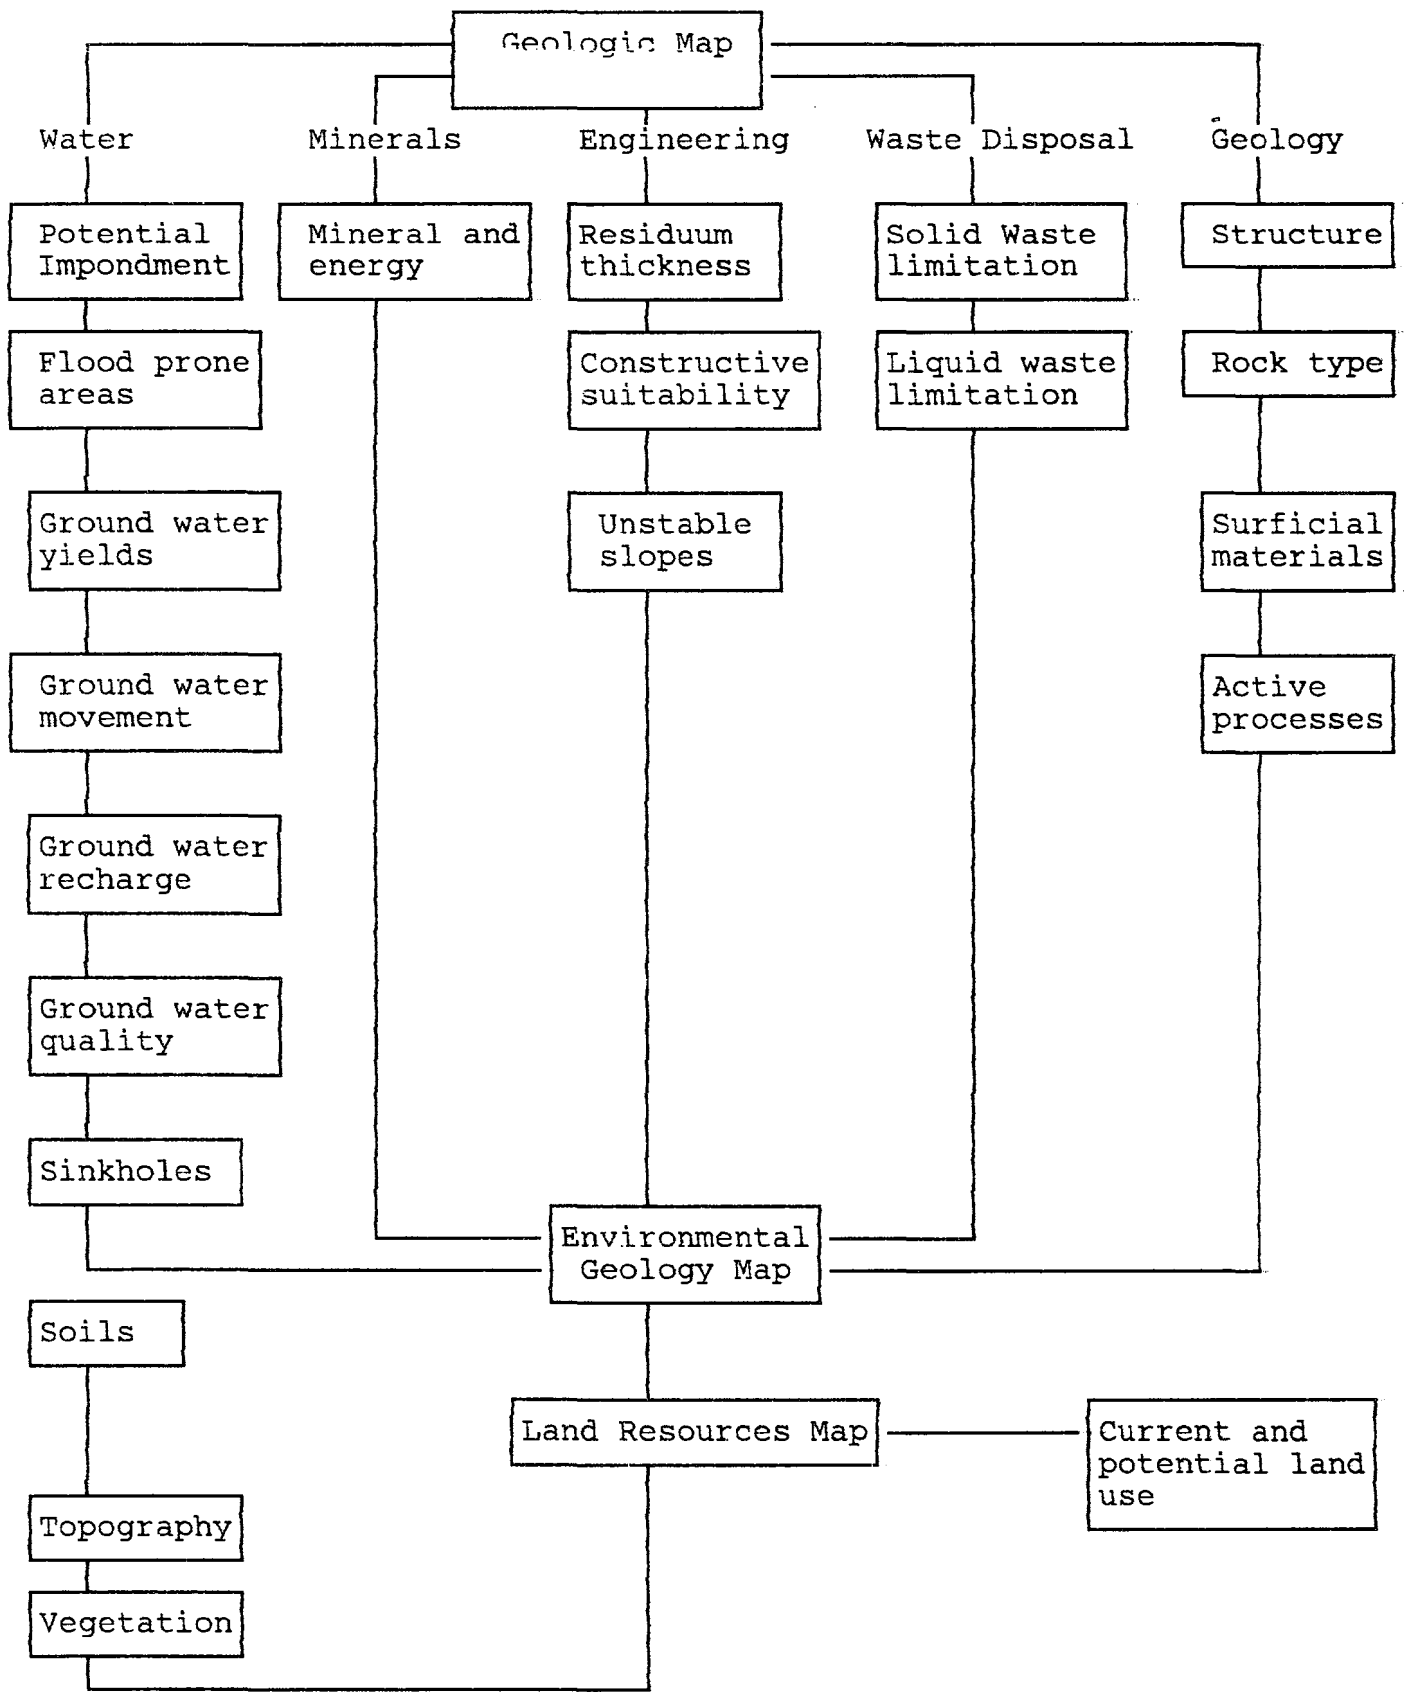 Geologic Map
Water
Minerals
Engineering
Waste Disposal
Geology
Potential
Impondment
Mineral and
energy
Residuum
thickness
Solid Waste
limitation
Structure
Flood prone
areas
Constructive
suitability
Liquid waste
limitation
Rock type
Ground water
yields
Unstable
slopes
Surficial
materials
Ground water
movement
Active
processes
Ground water
recharge
Ground water
quality
Sinkholes
Environmental
Geology Map
Soils
Land Resources Map
Current and
potential land
use
Topography
Vegetation